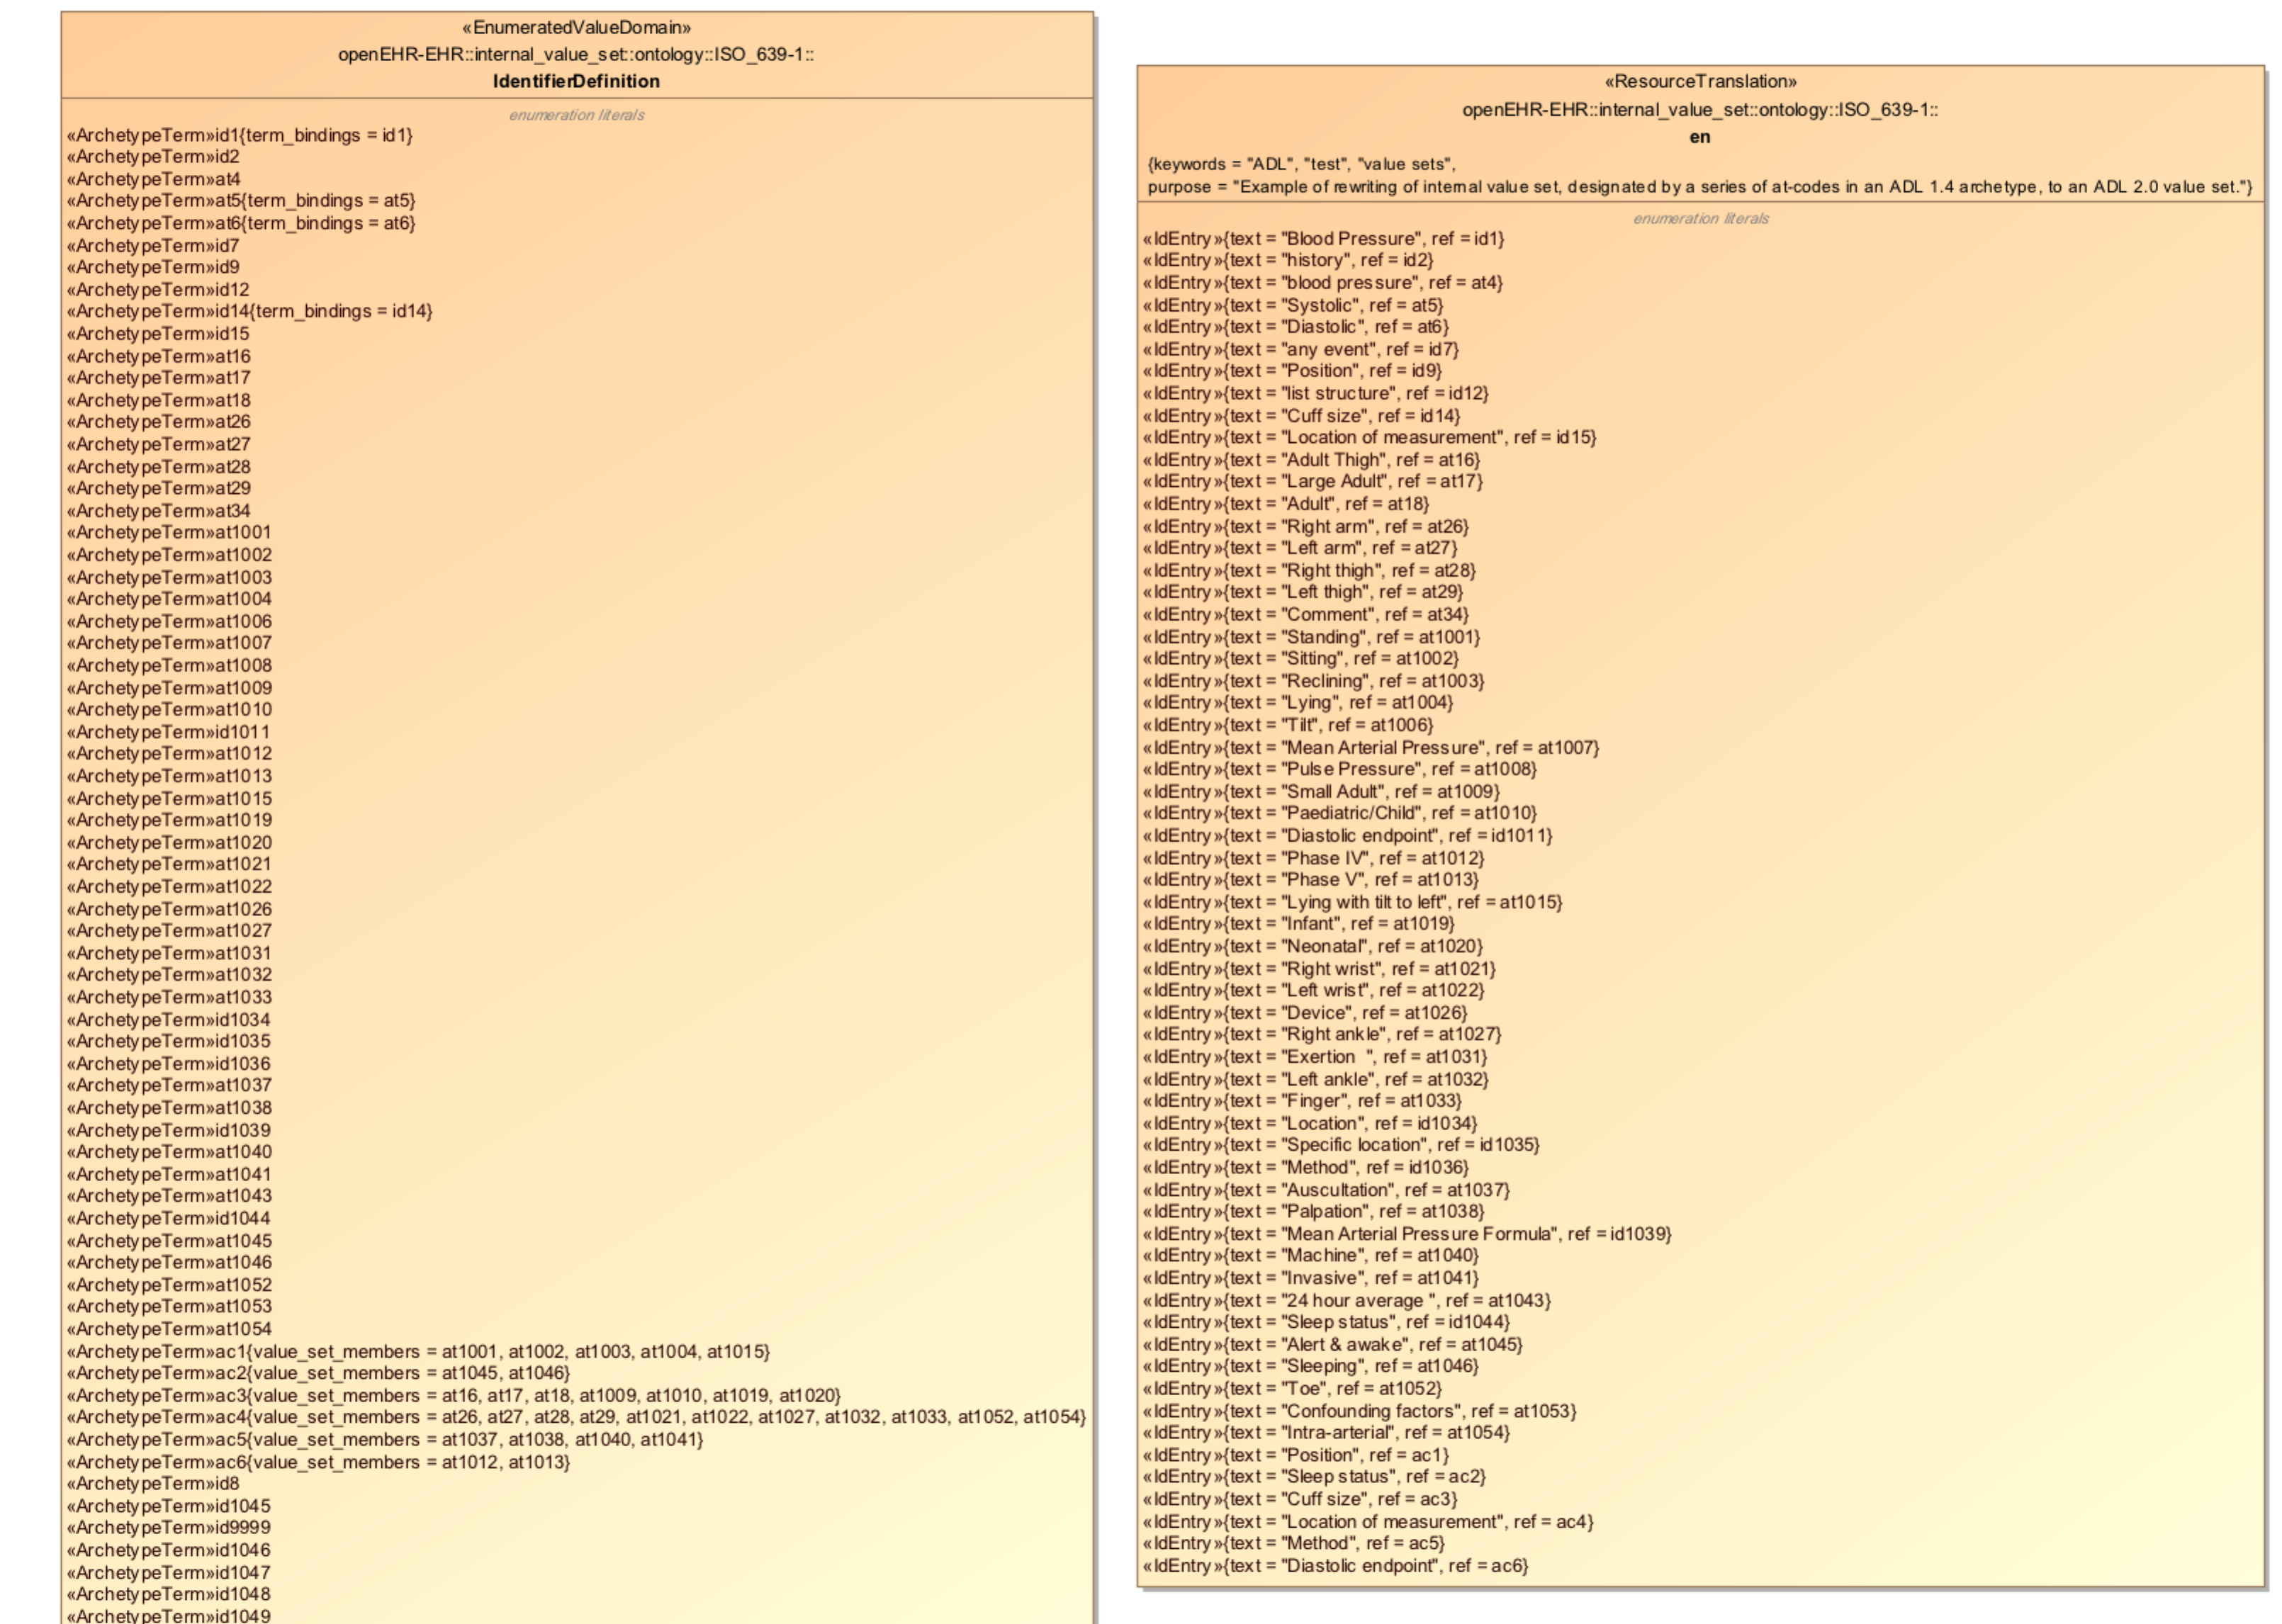 «EnumeratedValueDomain»
openEHR-EHR::internal_value_set::ontology::ISO_639-1::
IdentifierDefinition
enumeration literals
«ArchetypeTerm»id1{term_bindings = id1}
«ArchetypeTerm»id2
«ArchetypeTerm»at4
«ArchetypeTerm»at5{term_bindings = at5}
«ArchetypeTerm»at6{term_bindings = at6}
«ArchetypeTerm»id7
«ArchetypeTerm»id9
«ArchetypeTerm»id12
«ArchetypeTerm»id14{term_bindings = id14}
«ArchetypeTerm»id15
«ArchetypeTerm»at16
«ArchetypeTerm»at17
«ArchetypeTerm»at18
«ArchetypeTerm»at26
«ArchetypeTerm»at27
«ArchetypeTerm»at28
«ArchetypeTerm»at29
«ArchetypeTerm»at34
«ArchetypeTerm»at1001
«ArchetypeTerm»at1002
«ArchetypeTerm»at1003
«ArchetypeTerm»at1004
«ArchetypeTerm»at1006
«ArchetypeTerm»at1007
«ArchetypeTerm»at1008
«ArchetypeTerm»at1009
«ArchetypeTerm»at1010
«ArchetypeTerm»id1011
«ArchetypeTerm»at1012
«ArchetypeTerm»at1013
«ArchetypeTerm»at1015
«ArchetypeTerm»at1019
«ArchetypeTerm»at1020
«ArchetypeTerm»at1021
«ArchetypeTerm»at1022
«ArchetypeTerm»at1026
«ArchetypeTerm»at1027
«ArchetypeTerm»at1031
«ArchetypeTerm»at1032
«ArchetypeTerm»at1033
«ArchetypeTerm»id1034
«ArchetypeTerm»id1035
«ArchetypeTerm»id1036
«ArchetypeTerm»at1037
«ArchetypeTerm»at1038
«ArchetypeTerm»id1039
«ArchetypeTerm»at1040
«ArchetypeTerm»at1041
«ArchetypeTerm»at1043
«ArchetypeTerm»id1044
«ArchetypeTerm»at1045
«ArchetypeTerm»at1046
«ArchetypeTerm»at1052
«ArchetypeTerm»at1053
«ArchetypeTerm»at1054
«ArchetypeTerm»ac1{value_set_members = at1001, at1002, at1003, at1004, at1015}
«ArchetypeTerm»ac2{value_set_members = at1045, at1046}
«ArchetypeTerm»ac3{value_set_members = at16, at17, at18, at1009, at1010, at1019, at1020}
«ArchetypeTerm»ac4{value_set_members = at26, at27, at28, at29, at1021, at1022, at1027, at1032, at1033, at1052, at1054}
«ArchetypeTerm»ac5{value_set_members = at1037, at1038, at1040, at1041}
«ArchetypeTerm»ac6{value_set_members = at1012, at1013}
«ArchetypeTerm»id8
«ArchetypeTerm»id1045
«ArchetypeTerm»id9999
«ArchetypeTerm»id1046
«ArchetypeTerm»id1047
«ArchetypeTerm»id1048
«ArchetypeTerm»id1049
«ResourceTranslation»
openEHR-EHR::internal_value_set::ontology::ISO_639-1::
en
{keywords = "ADL", "test", "value sets",
purpose = "Example of rewriting of internal value set, designated by a series of at-codes in an ADL 1.4 archetype, to an ADL 2.0 value set."}
enumeration literals
«IdEntry»{text = "Blood Pressure", ref = id1}
«IdEntry»{text = "history", ref = id2}
«IdEntry»{text = "blood pressure", ref = at4}
«IdEntry»{text = "Systolic", ref = at5}
«IdEntry»{text = "Diastolic", ref = at6}
«IdEntry»{text = "any event", ref = id7}
«IdEntry»{text = "Position", ref = id9}
«IdEntry»{text = "list structure", ref = id12}
«IdEntry»{text = "Cuff size", ref = id14}
«IdEntry»{text = "Location of measurement", ref = id15}
«IdEntry»{text = "Adult Thigh", ref = at16}
«IdEntry»{text = "Large Adult", ref = at17}
«IdEntry»{text = "Adult", ref = at18}
«IdEntry»{text = "Right arm", ref = at26}
«IdEntry»{text = "Left arm", ref = at27}
«IdEntry»{text = "Right thigh", ref = at28}
«IdEntry»{text = "Left thigh", ref = at29}
«IdEntry»{text = "Comment", ref = at34}
«IdEntry»{text = "Standing", ref = at1001}
«IdEntry»{text = "Sitting", ref = at1002}
«IdEntry»{text = "Reclining", ref = at1003}
«IdEntry»{text = "Lying", ref = at1004}
«IdEntry»{text = "Tilt", ref = at1006}
«IdEntry»{text = "Mean Arterial Pressure", ref = at1007}
«IdEntry»{text = "Pulse Pressure", ref = at1008}
«IdEntry»{text = "Small Adult", ref = at1009}
«IdEntry»{text = "Paediatric/Child", ref = at1010}
«IdEntry»{text = "Diastolic endpoint", ref = id1011}
«IdEntry»{text = "Phase IV", ref = at1012}
«IdEntry»{text = "Phase V", ref = at1013}
«IdEntry»{text = "Lying with tilt to left", ref = at1015}
«IdEntry»{text = "Infant", ref = at1019}
«IdEntry»{text = "Neonatal", ref = at1020}
«IdEntry»{text = "Right wrist", ref = at1021}
«IdEntry»{text = "Left wrist", ref = at1022}
«IdEntry»{text = "Device", ref = at1026}
«IdEntry»{text = "Right ankle", ref = at1027}
«IdEntry»{text = "Exertion  ", ref = at1031}
«IdEntry»{text = "Left ankle", ref = at1032}
«IdEntry»{text = "Finger", ref = at1033}
«IdEntry»{text = "Location", ref = id1034}
«IdEntry»{text = "Specific location", ref = id1035}
«IdEntry»{text = "Method", ref = id1036}
«IdEntry»{text = "Auscultation", ref = at1037}
«IdEntry»{text = "Palpation", ref = at1038}
«IdEntry»{text = "Mean Arterial Pressure Formula", ref = id1039}
«IdEntry»{text = "Machine", ref = at1040}
«IdEntry»{text = "Invasive", ref = at1041}
«IdEntry»{text = "24 hour average ", ref = at1043}
«IdEntry»{text = "Sleep status", ref = id1044}
«IdEntry»{text = "Alert & awake", ref = at1045}
«IdEntry»{text = "Sleeping", ref = at1046}
«IdEntry»{text = "Toe", ref = at1052}
«IdEntry»{text = "Confounding factors", ref = at1053}
«IdEntry»{text = "Intra-arterial", ref = at1054}
«IdEntry»{text = "Position", ref = ac1}
«IdEntry»{text = "Sleep status", ref = ac2}
«IdEntry»{text = "Cuff size", ref = ac3}
«IdEntry»{text = "Location of measurement", ref = ac4}
«IdEntry»{text = "Method", ref = ac5}
«IdEntry»{text = "Diastolic endpoint", ref = ac6}